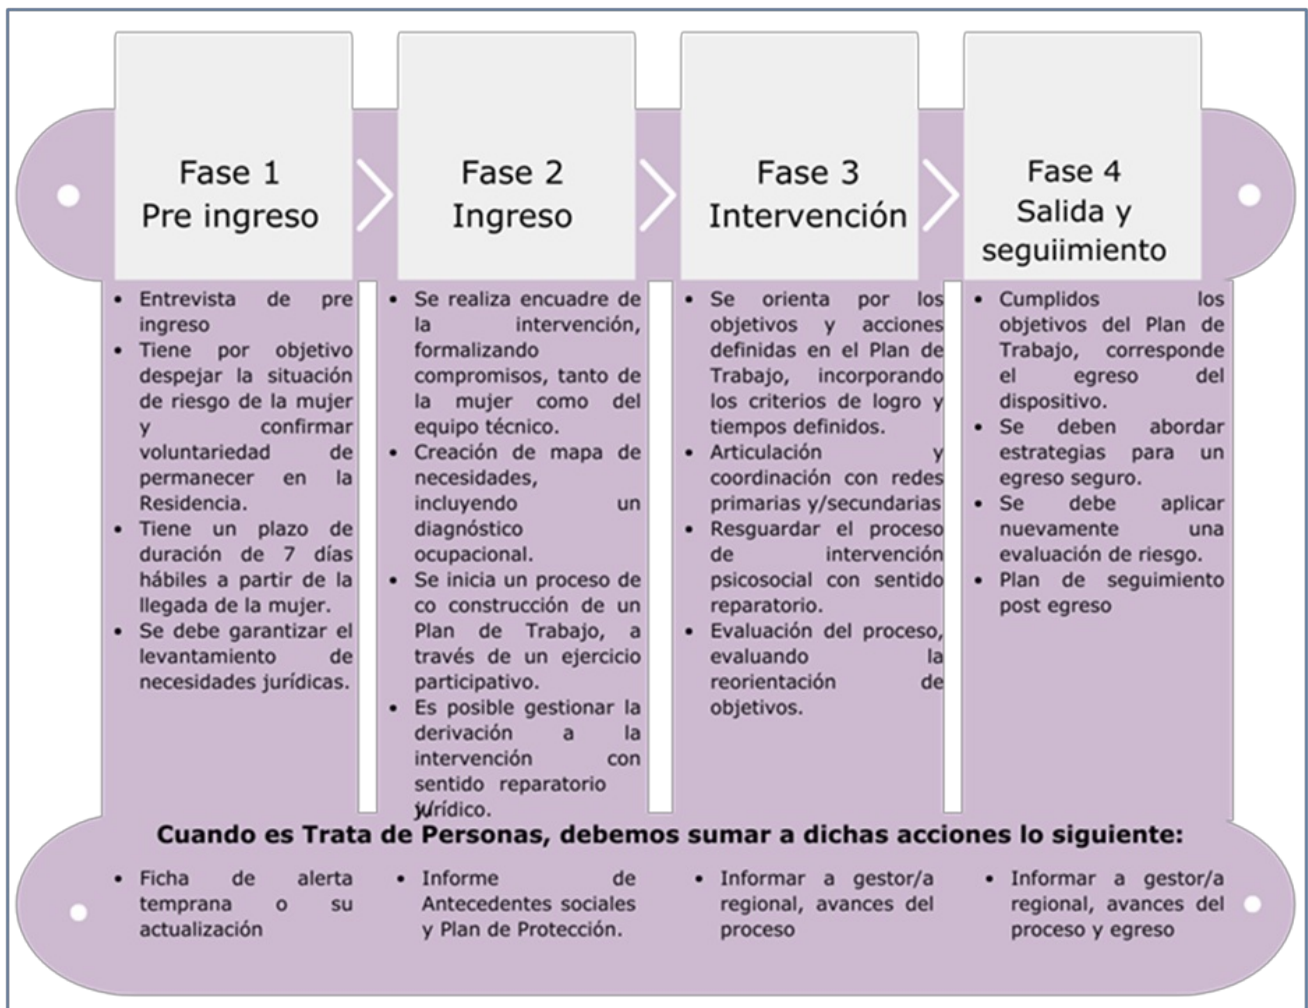 Fase 1
Pre ingreso
Fase 2
Ingreso
Fase 3
Intervención
Fase 4
Salida y
seguiimiento
• Entrevista de pre
ingreso
• Tiene por objetivo
despejar la situación
de riesgo de la mujer
y confirmar
voluntariedad de
permanecer en la
Residencia.
• Tiene un plazo de
duración de 7 días
hábiles a partir de la
llegada de la mujer.
• Se debe garantizar el
levantamiento de
necesidades jurídicas.
• Se realiza encuadre de
la intervención,
formalizando
compromisos, tanto de
la mujer como del
equipo técnico.
• Creación de mapa de
necesidades,
incluyendo un
diagnóstico
ocupacional.
• Se inicia un proceso de
co construcción de un
Plan de Trabajo, a
través de un ejercicio
participativo.
• Es posible gestionar la
derivación a la
intervención con
sentido reparatorio
jurídico.
• Se orienta por los
objetivos y acciones
definidas en el Plan de
Trabajo, incorporando
los criterios de logro y
tiempos definidos.
• Articulación y
coordinación con redes
primarias y/secundarias
• Resguardar el proceso
de intervención
psicosocial con sentido
reparatorio.
• Evaluación del proceso,
evaluando la
reorientación de
objetivos.
• Cumplidos los
objetivos del Plan de
Trabajo, corresponde
el egreso del
dispositivo.
• Se deben abordar
estrategias para un
egreso seguro.
• Se debe aplicar
nuevamente una
evaluación de riesgo.
• Plan de seguimiento
post egreso
Cuando es Trata de Personas, debemos sumar a dichas acciones lo siguiente:
• Ficha de alerta
temprana o su
actualización
• Informe de
Antecedentes sociales
y Plan de Protección.
• Informar a gestor/a
regional, avances del
proceso
• Informar a gestor/a
regional, avances del
proceso y egreso